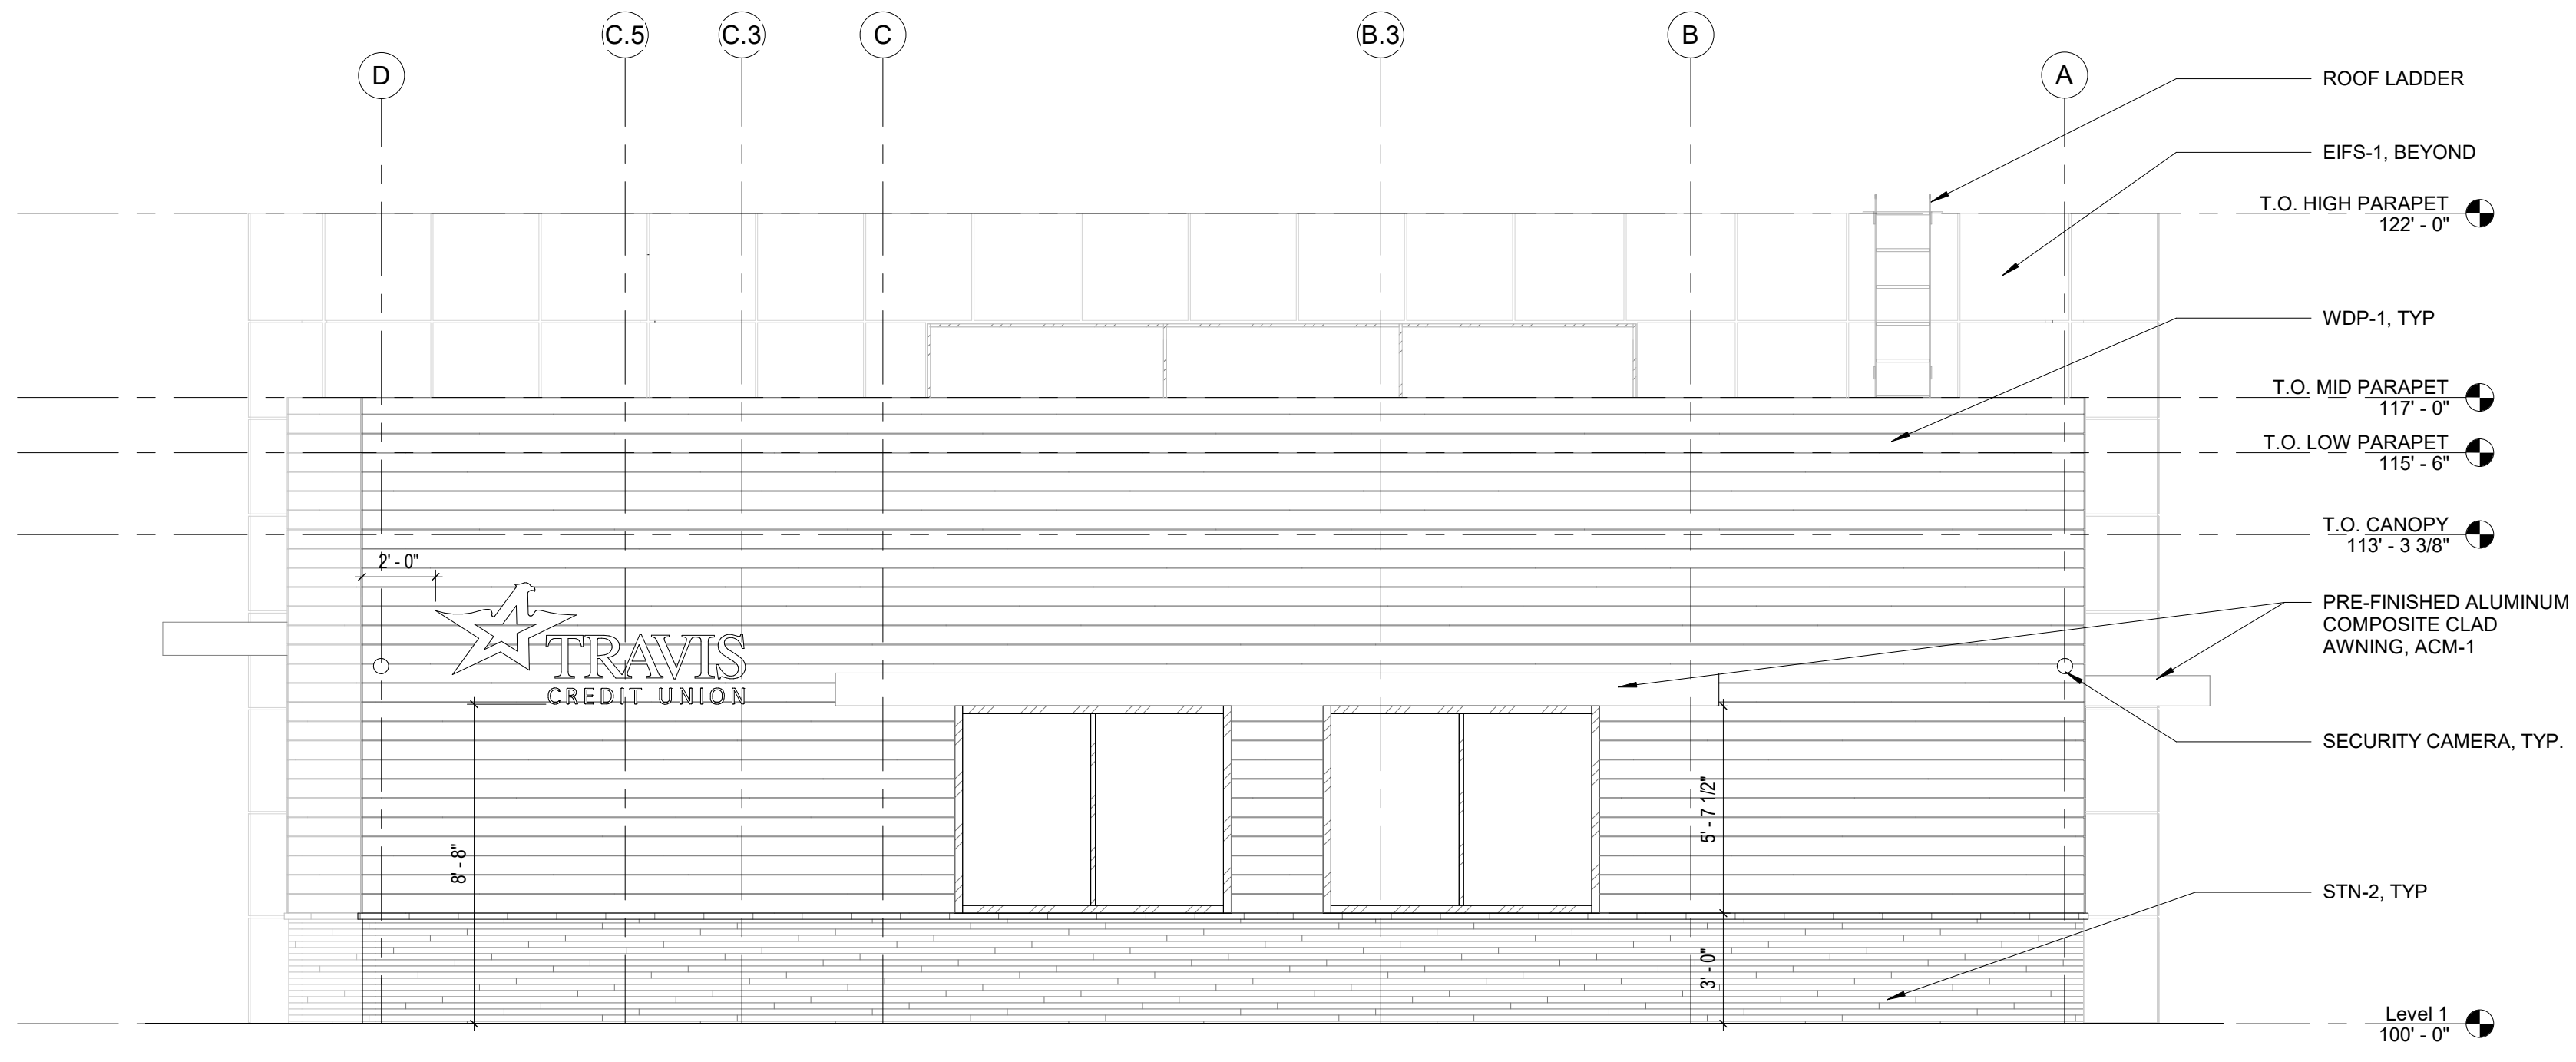 C.5
C.3
C
B.3
B
D
A
ROOF LADDER
EIFS-1, BEYOND
T.O. HIGH PARAPET
122' - 0"
WDP-1, TYP
T.O. MID PARAPET
117' - 0"
T.O. LOW PARAPET
115' - 6"
T.O. CANOPY
113' - 3 3/8"
2' - 0"
PRE-FINISHED ALUMINUM
COMPOSITE CLAD
AWNING, ACM-1
TRAVIS
CREDIT UNION
SECURITY CAMERA, TYP.
5' - 7 1/2"
8' - 8"
STN-2, TYP
3' - 0"
Level 1
100' - 0"